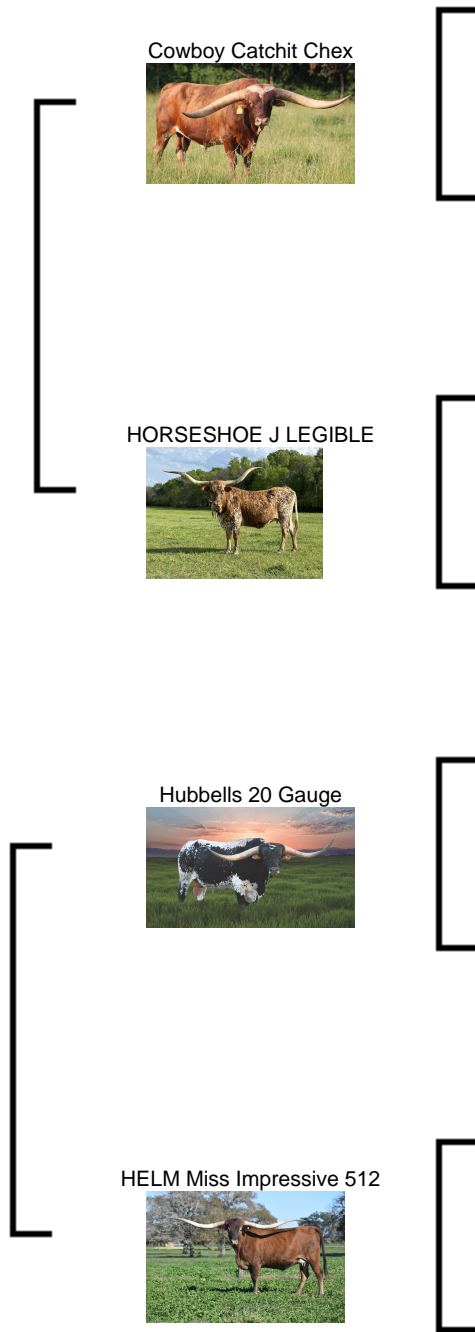 Cowboy Catchit Chex
HORSESHOE J LEGIBLE
Hubbells 20 Gauge
HELM Miss Impressive 512